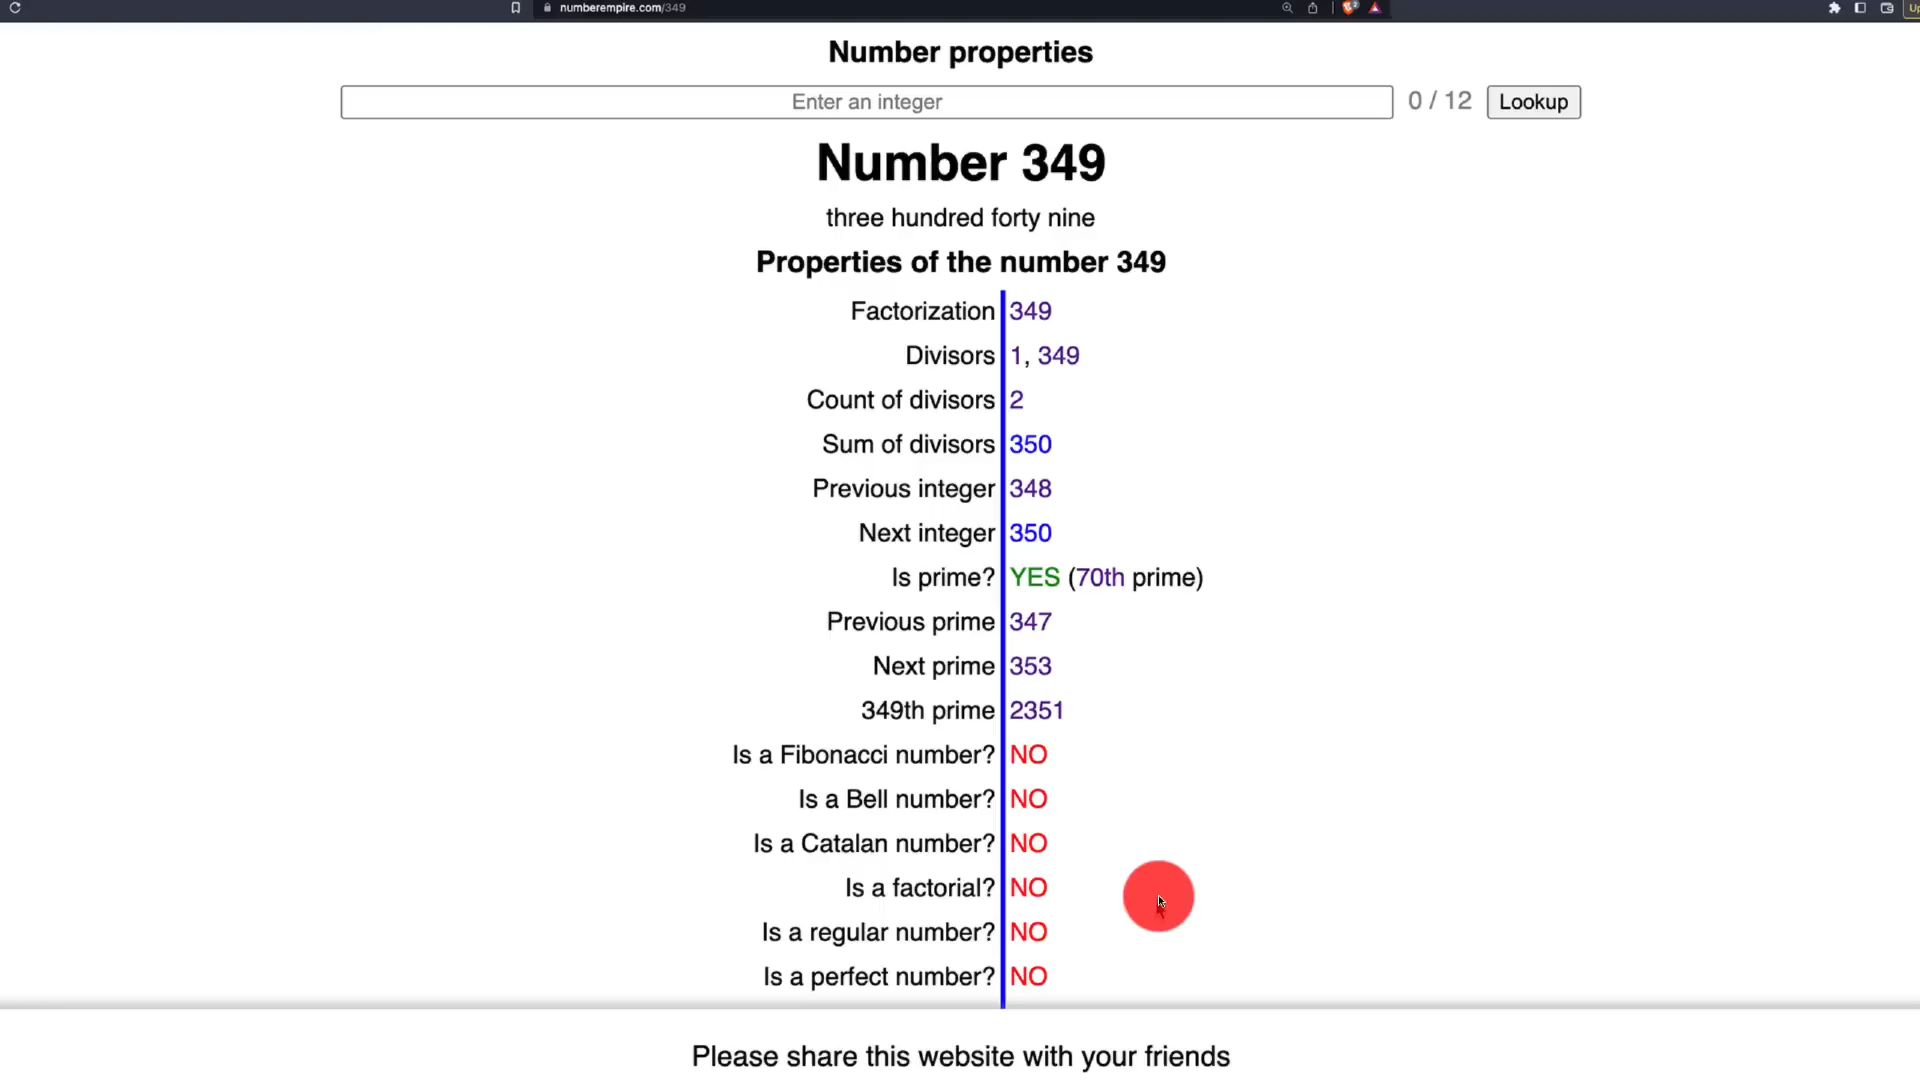 numberempire.com/349
Up
Number properties
Enter an integer 0 / 12 Lookup
Number 349
three hundred forty nine
Properties of the number 349
Factorization 349
Divisors 1, 349
Count of divisors 2
Sum of divisors 350
Previous integer 348
Next integer 350
Is prime? YES (70th prime)
Previous prime 347
Next prime 353
349th prime 2351
Is a Fibonacci number? NO
Is a Bell number? NO
Is a Catalan number? NO
Is a factorial? NO
Is a regular number? NO
Is a perfect number? NO
Please share this website with your friends